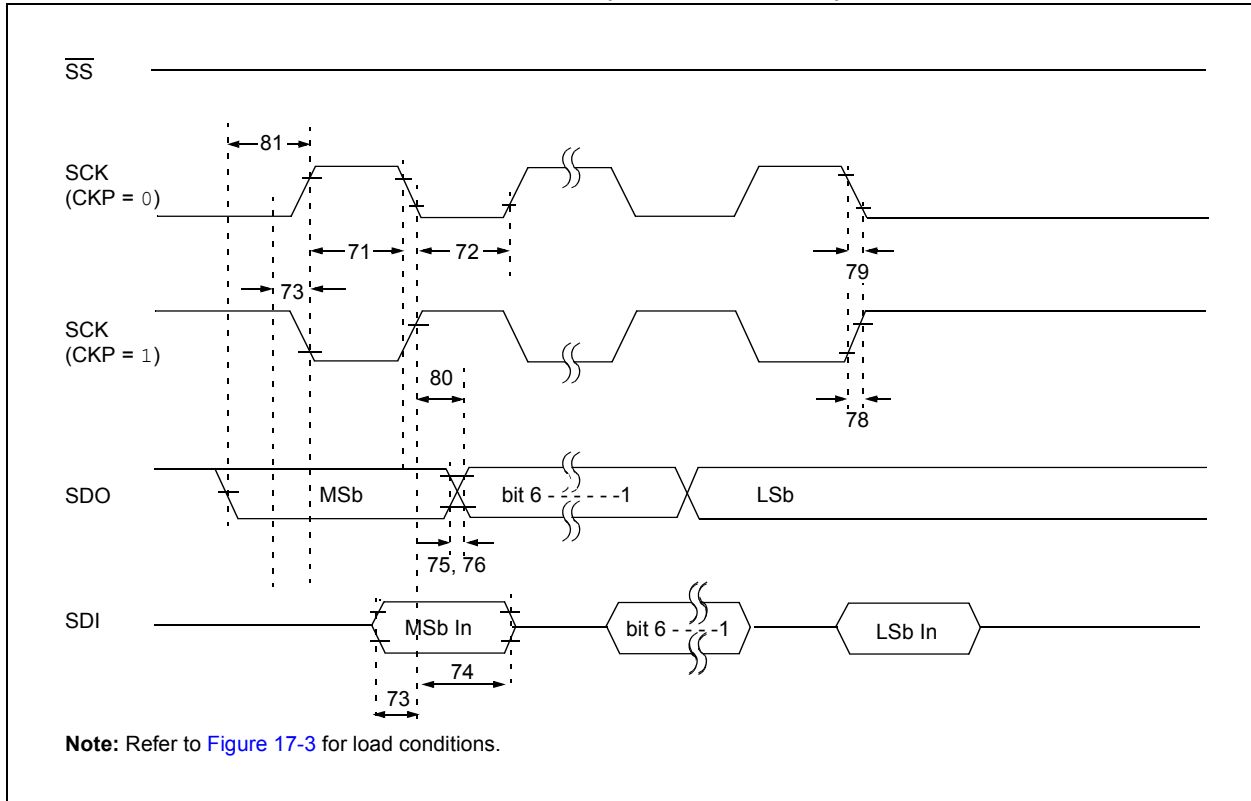 SS
81
SCK
(CKP = 0)
71
72
79
73
SCK
(CKP = 1)
80
78
SDO
MSb
bit 6 - - - - - - -1
LSb
75, 76
SDI
MSb In
bit 6 - - - - -1
LSb In
74
73
Note: Refer to Figure 17-3 for load conditions.